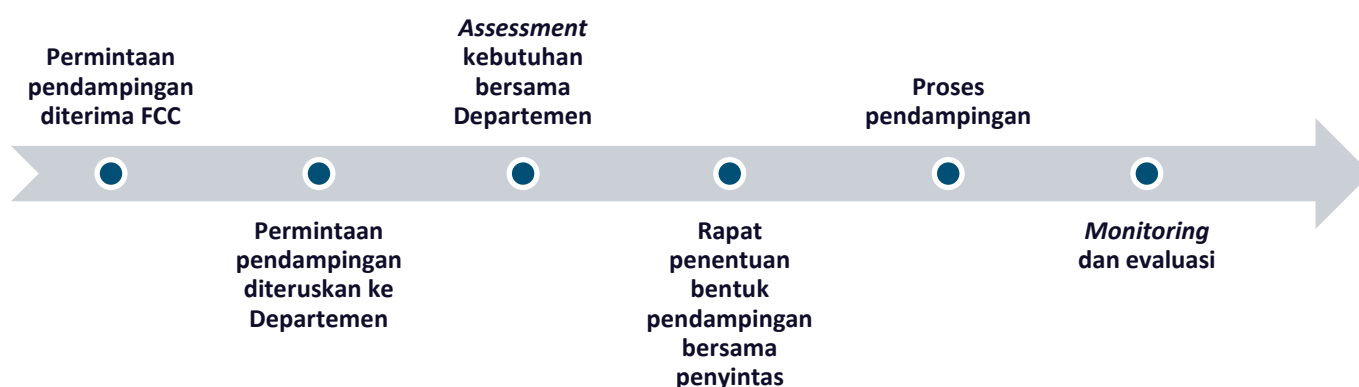 Permintaan
pendampingan
diterima FCC
Permintaan
pendampingan
diteruskan ke
Departemen
Assessment
kebutuhan
bersama
Departemen
Rapat
penentuan
bentuk
pendampingan
bersama
penyintas
Proses
pendampingan
Monitoring
dan evaluasi